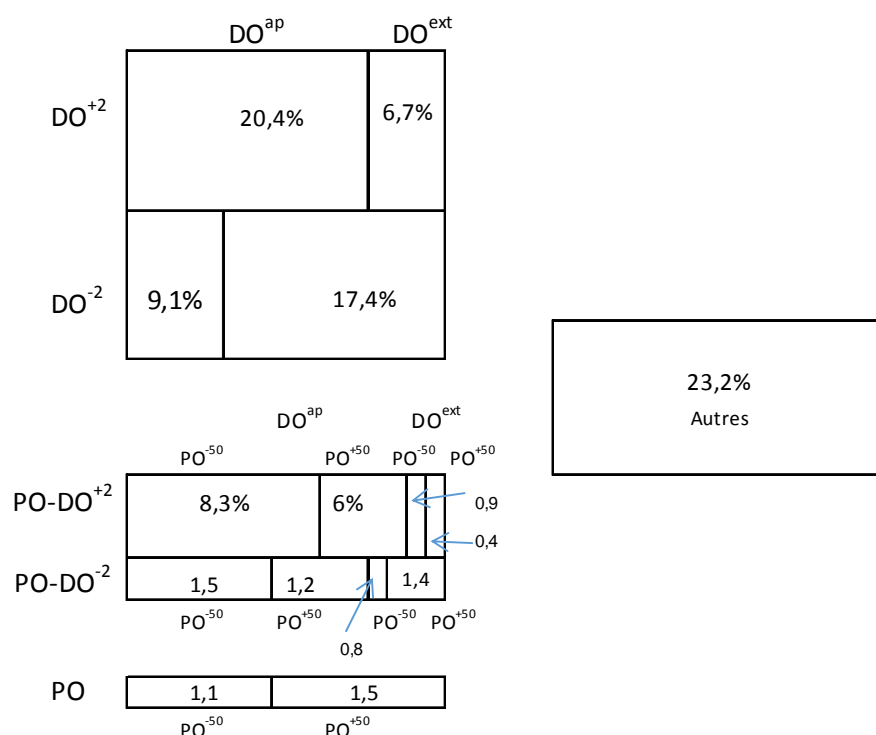 DO^ap DO^ext
DO^+2 20,4% 6,7%
DO^-2 9,1% 17,4%
23,2%
Autres
DO^ap DO^ext
PO^-50 PO^+50 PO^-50 PO^+50
PO-DO^+2 8,3% 6% 0,9
0,4
PO-DO^-2 1,5 1,2 1,4
PO^-50 PO^+50 PO^-50 PO^+50
0,8
PO 1,1 1,5
PO^-50 PO^+50